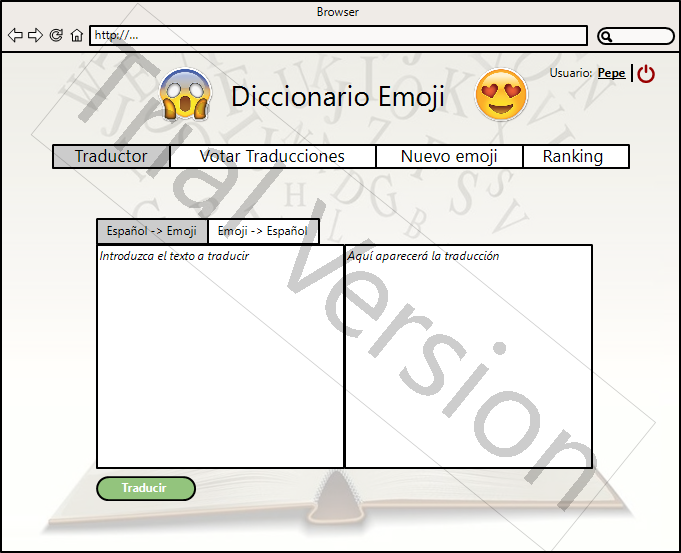 Browser
http://...
Usuario: Pepe
Diccionario Emoji
Traductor Votar Traducciones Nuevo emoji Ranking
Español -> Emoji Emoji -> Español
Introduzca el texto a traducir
Aquí aparecerá la traducción
Traducir
Trial Version